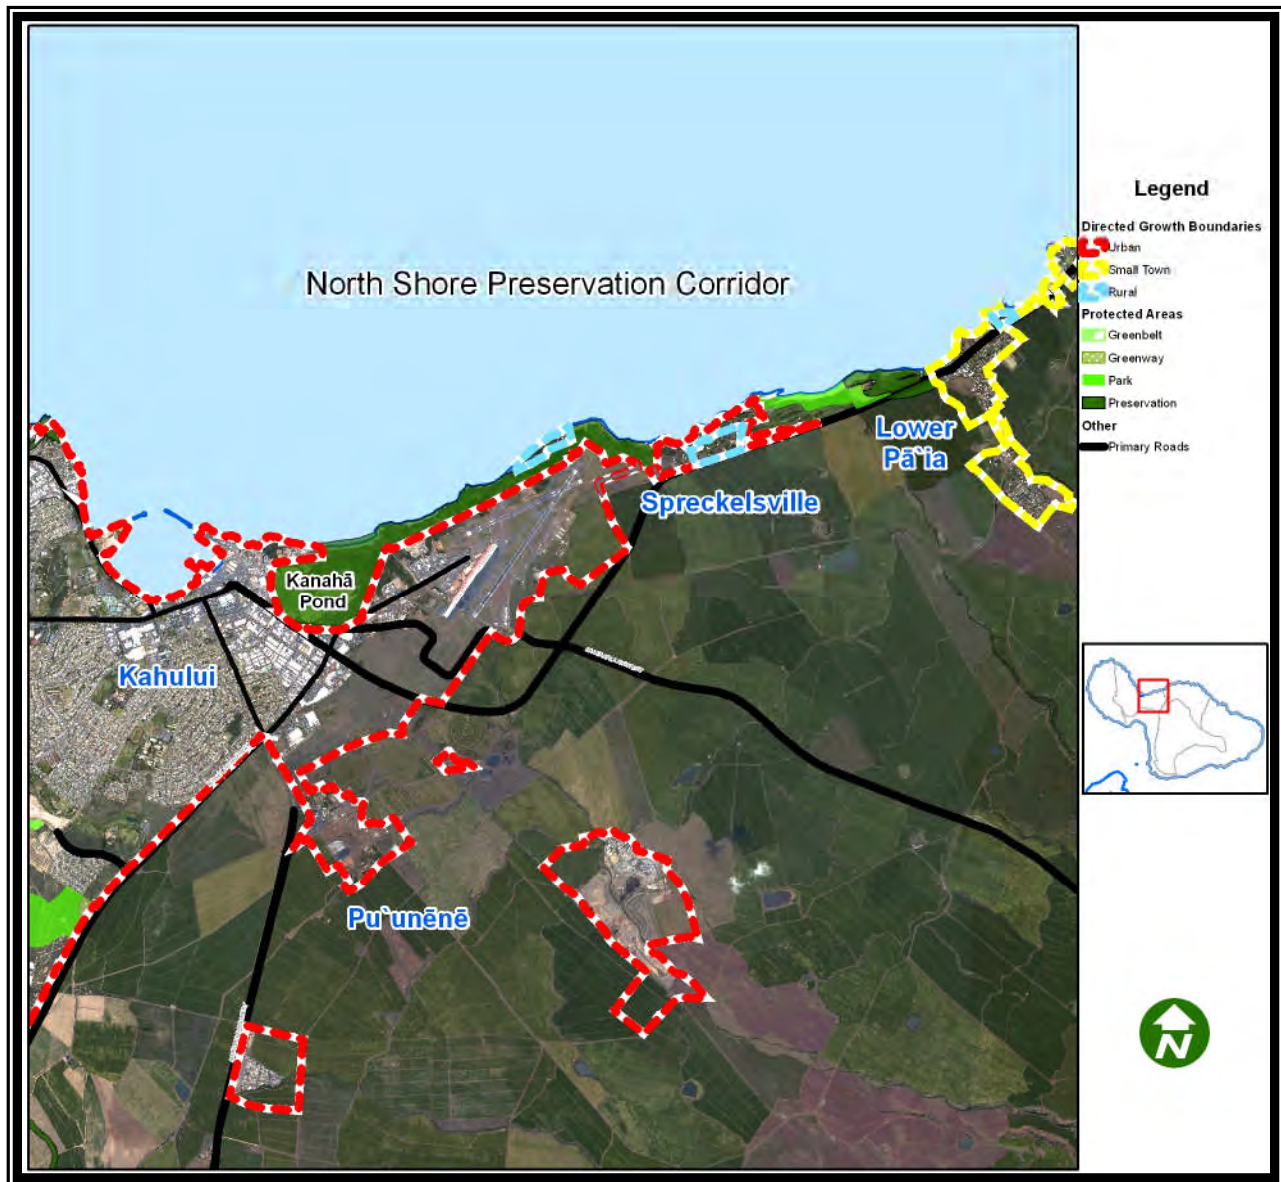 North Shore Preservation Corridor
Lower
Pā`ia
Spreckelsville
Kanahā
Pond
Kahului
Pu`unēnē
Legend
Directed Growth Boundaries
Urban
Small Town
Rural
Protected Areas
Greenbelt
Greenway
Park
Preservation
Other
Primary Roads
N